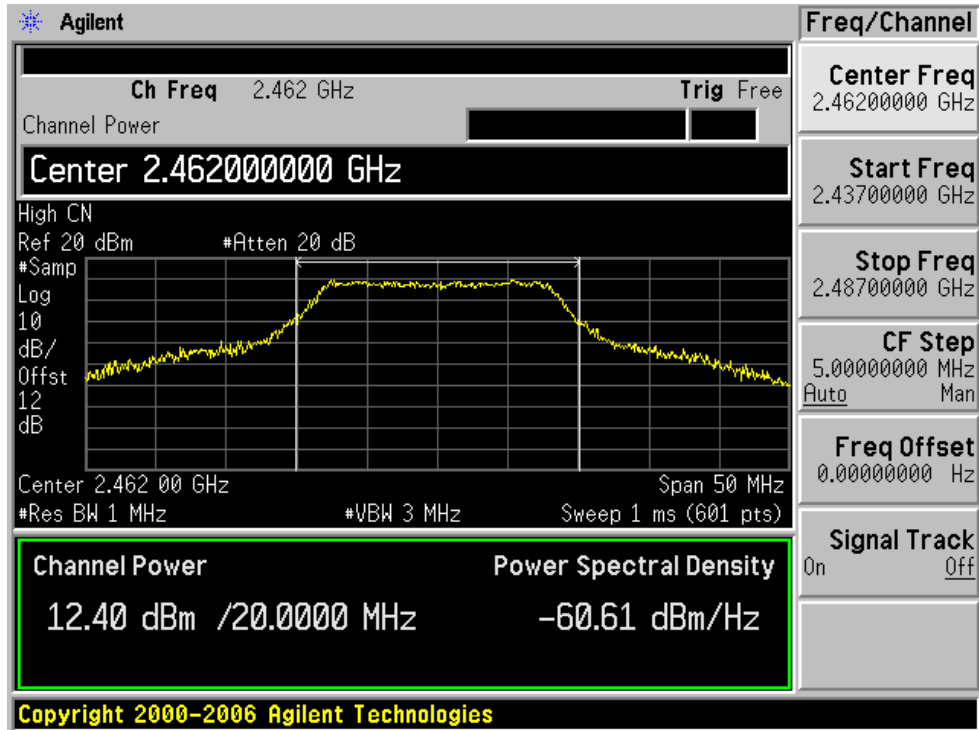 Agilent
Freq/Channel
Ch Freq 2.462 GHz Trig Free
Channel Power
Center 2.462000000 GHz
High CN
Ref 20 dBm #Atten 20 dB
#Samp
Log
10
dB/
Offst
12
dB
Center 2.462 00 GHz Span 50 MHz
#Res BW 1 MHz #VBW 3 MHz Sweep 1 ms (601 pts)
Channel Power Power Spectral Density
12.40 dBm /20.0000 MHz -60.61 dBm/Hz
Copyright 2000-2006 Agilent Technologies
Center Freq
2.46200000 GHz
Start Freq
2.43700000 GHz
Stop Freq
2.48700000 GHz
CF Step
5.00000000 MHz
Auto Man
Freq Offset
0.00000000 Hz
Signal Track
On Off